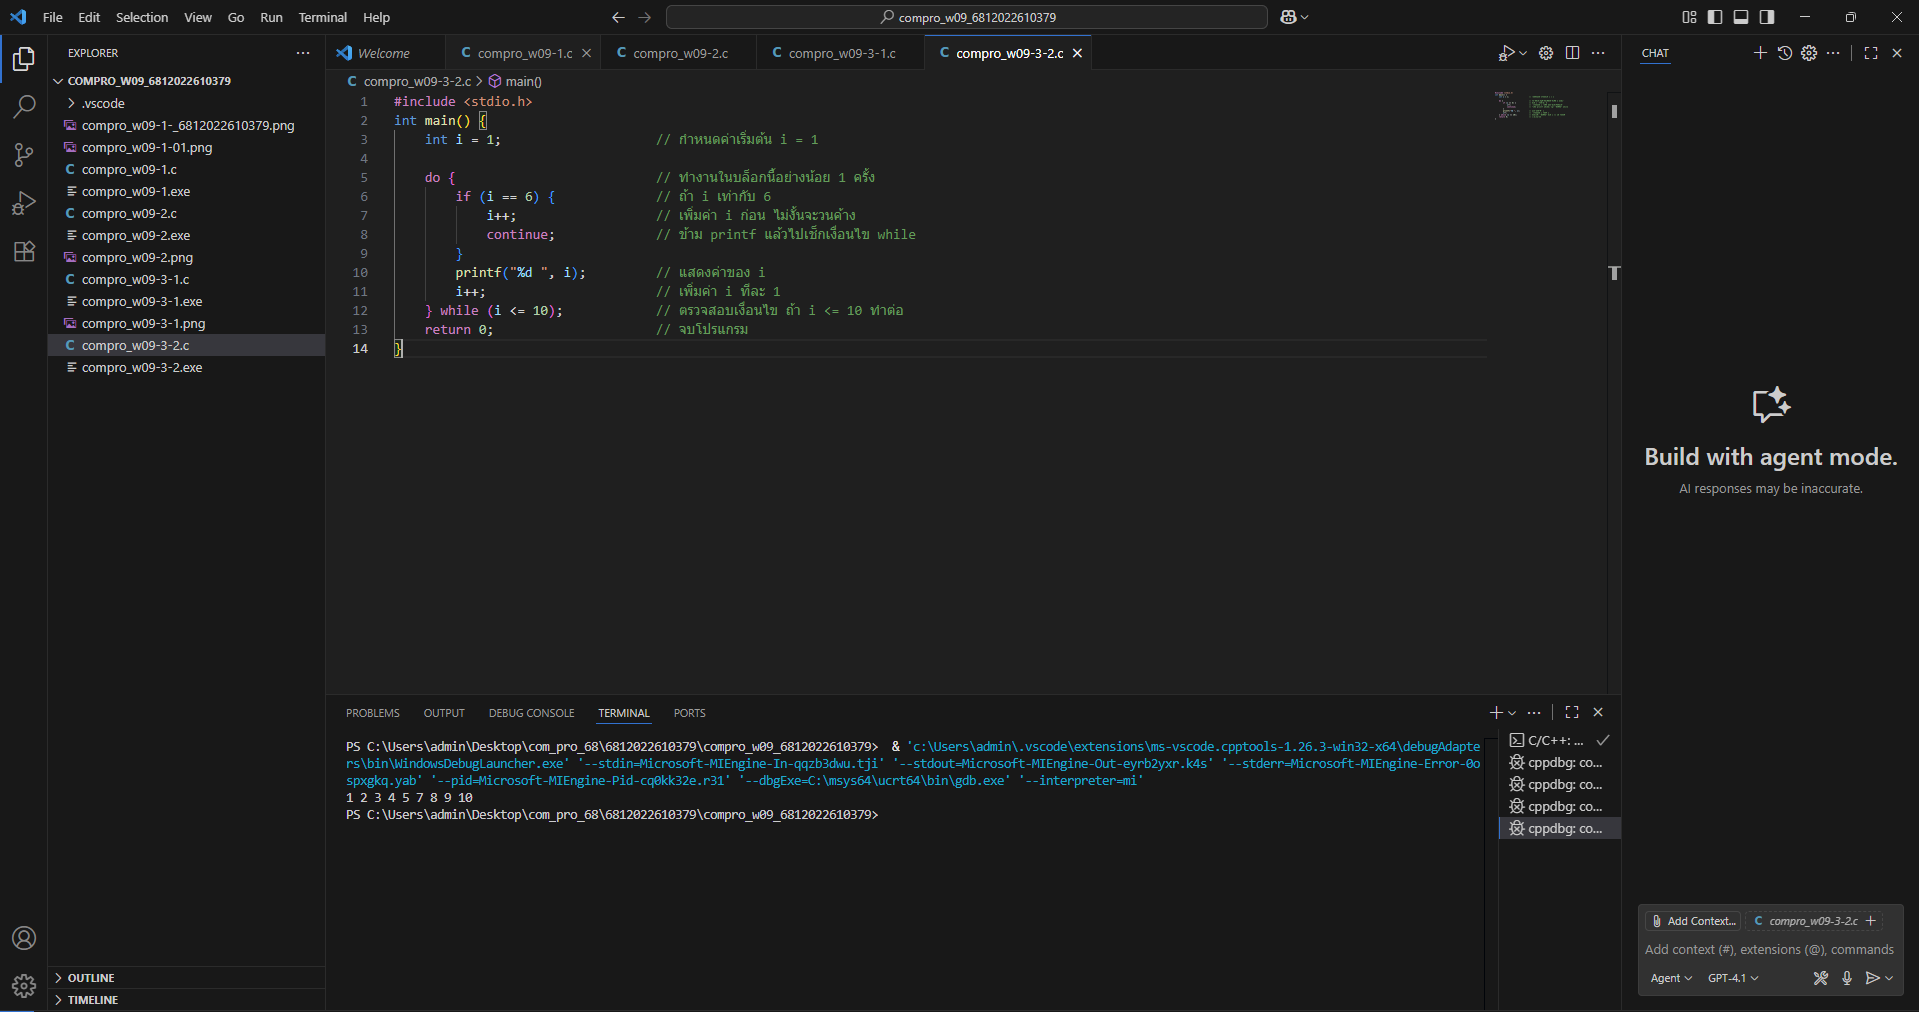 File Edit Selection View Go Run Terminal Help
compro_w09_6812022610379
EXPLORER
COMPRO_W09_6812022610379
.vscode
compro_w09-1-_6812022610379.png
compro_w09-1-01.png
compro_w09-1.c
compro_w09-1.exe
compro_w09-2.c
compro_w09-2.exe
compro_w09-2.png
compro_w09-3-1.c
compro_w09-3-1.exe
compro_w09-3-1.png
compro_w09-3-2.c
compro_w09-3-2.exe
OUTLINE
TIMELINE
Welcome compro_w09-1.c compro_w09-2.c compro_w09-3-1.c compro_w09-3-2.c
compro_w09-3-2.c > main()
1 #include <stdio.h>
2 int main() {
3 int i = 1; // กำหนดค่าเริ่มต้น i = 1
4
5 do { // ทำงานในบล็อกนี้อย่างน้อย 1 ครั้ง
6 if (i == 6) { // ถ้า i เท่ากับ 6
7 i++; // เพิ่มค่า i ก่อน ไม่งั้นจะวนค้าง
8 continue; // ข้าม printf แล้วไปเช็กเงื่อนไข while
9 }
10 printf("%d ", i); // แสดงค่าของ i
11 i++; // เพิ่มค่า i ทีละ 1
12 } while (i <= 10); // ตรวจสอบเงื่อนไข ถ้า i <= 10 ทำต่อ
13 return 0; // จบโปรแกรม
14 }
PROBLEMS OUTPUT DEBUG CONSOLE TERMINAL PORTS
PS C:\Users\admin\Desktop\com_pro_68\6812022610379\compro_w09_6812022610379> & 'c:\Users\admin\.vscode\extensions\ms-vscode.cpptools-1.26.3-win32-x64\debugAdapte
rs\bin\WindowsDebugLauncher.exe' '--stdin=Microsoft-MIEngine-In-qqzb3dwu.tji' '--stdout=Microsoft-MIEngine-Out-eyrb2yxr.k4s' '--stderr=Microsoft-MIEngine-Error-0o
spxgkq.yab' '--pid=Microsoft-MIEngine-Pid-cq0kk32e.r31' '--dbgExe=C:\msys64\ucrt64\bin\gdb.exe' '--interpreter=mi'
1 2 3 4 5 7 8 9 10
PS C:\Users\admin\Desktop\com_pro_68\6812022610379\compro_w09_6812022610379>
C/C++: ...
cppdbg: co...
cppdbg: co...
cppdbg: co...
cppdbg: co...
CHAT
Build with agent mode.
AI responses may be inaccurate.
Add Context... compro_w09-3-2.c
Add context (#), extensions (@), commands
Agent GPT-4.1